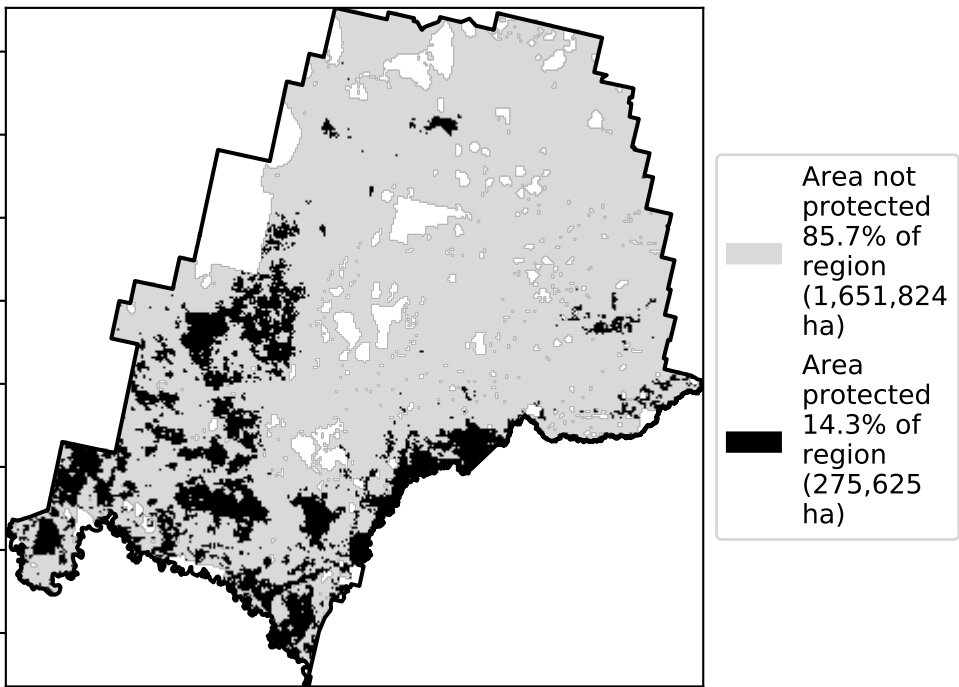 Area not
protected
85.7% of
region
(1,651,824
ha)
Area
protected
14.3% of
region
(275,625
ha)